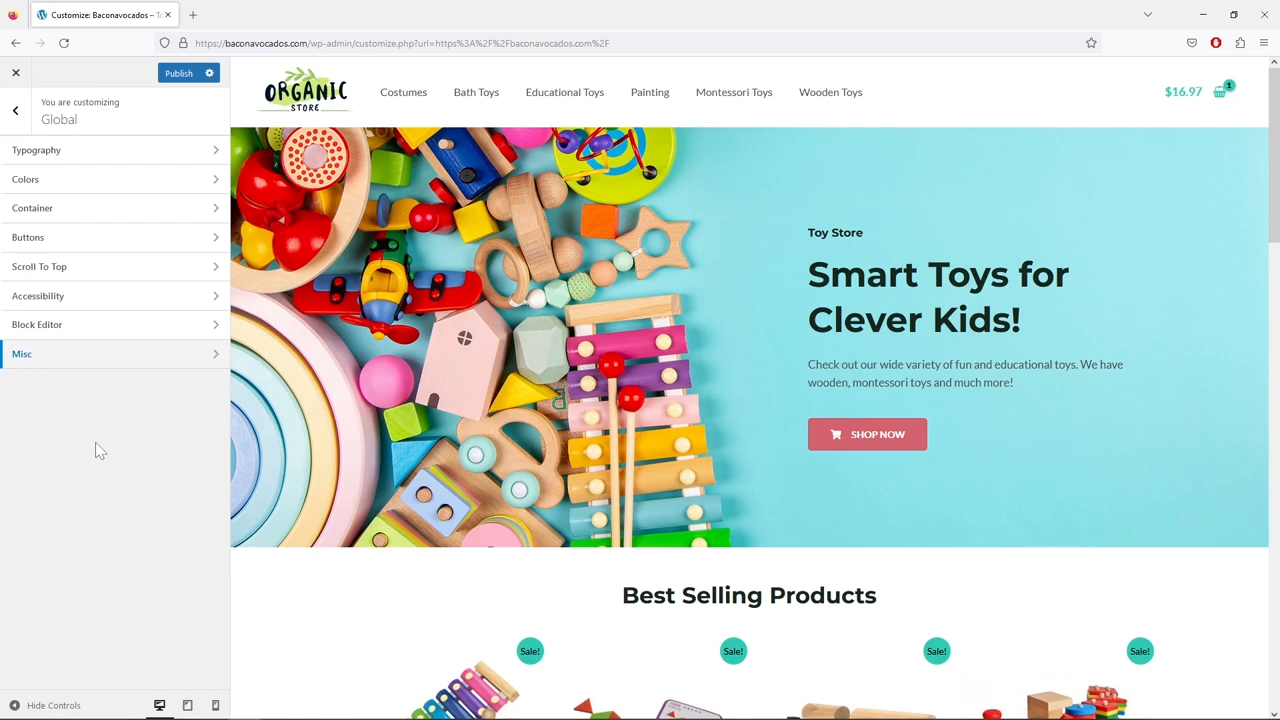 Customize: Baconavocados – To
https://baconavocados.com/wp-admin/customize.php?url=https%3A%2F%2Fbaconavocados.com%2F
Publish
You are customizing
Global
Typography
Colors
Container
Buttons
Scroll To Top
Accessibility
Block Editor
Misc
Hide Controls
ORGANIC
STORE
Costumes
Bath Toys
Educational Toys
Painting
Montessori Toys
Wooden Toys
$16.97
1
Toy Store
Smart Toys for
Clever Kids!
Check out our wide variety of fun and educational toys. We have
wooden, montessori toys and much more!
SHOP NOW
Best Selling Products
Sale!
Sale!
Sale!
Sale!